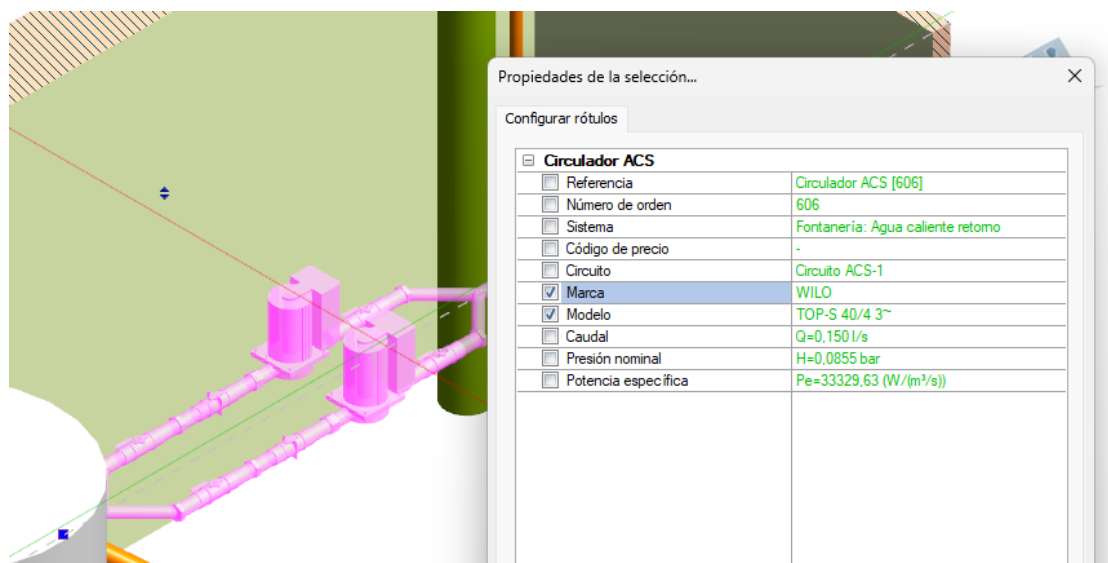 Propiedades de la selección...
Configurar rótulos
Circulador ACS
Referencia Circulador ACS [606]
Número de orden 606
Sistema Fontanería: Agua caliente retorno
Código de precio -
Circuito Circuito ACS-1
Marca WILO
Modelo TOP-S 40/4 3~
Caudal Q=0,150 l/s
Presión nominal H=0,0855 bar
Potencia específica Pe=33329,63 (W/(m³/s))